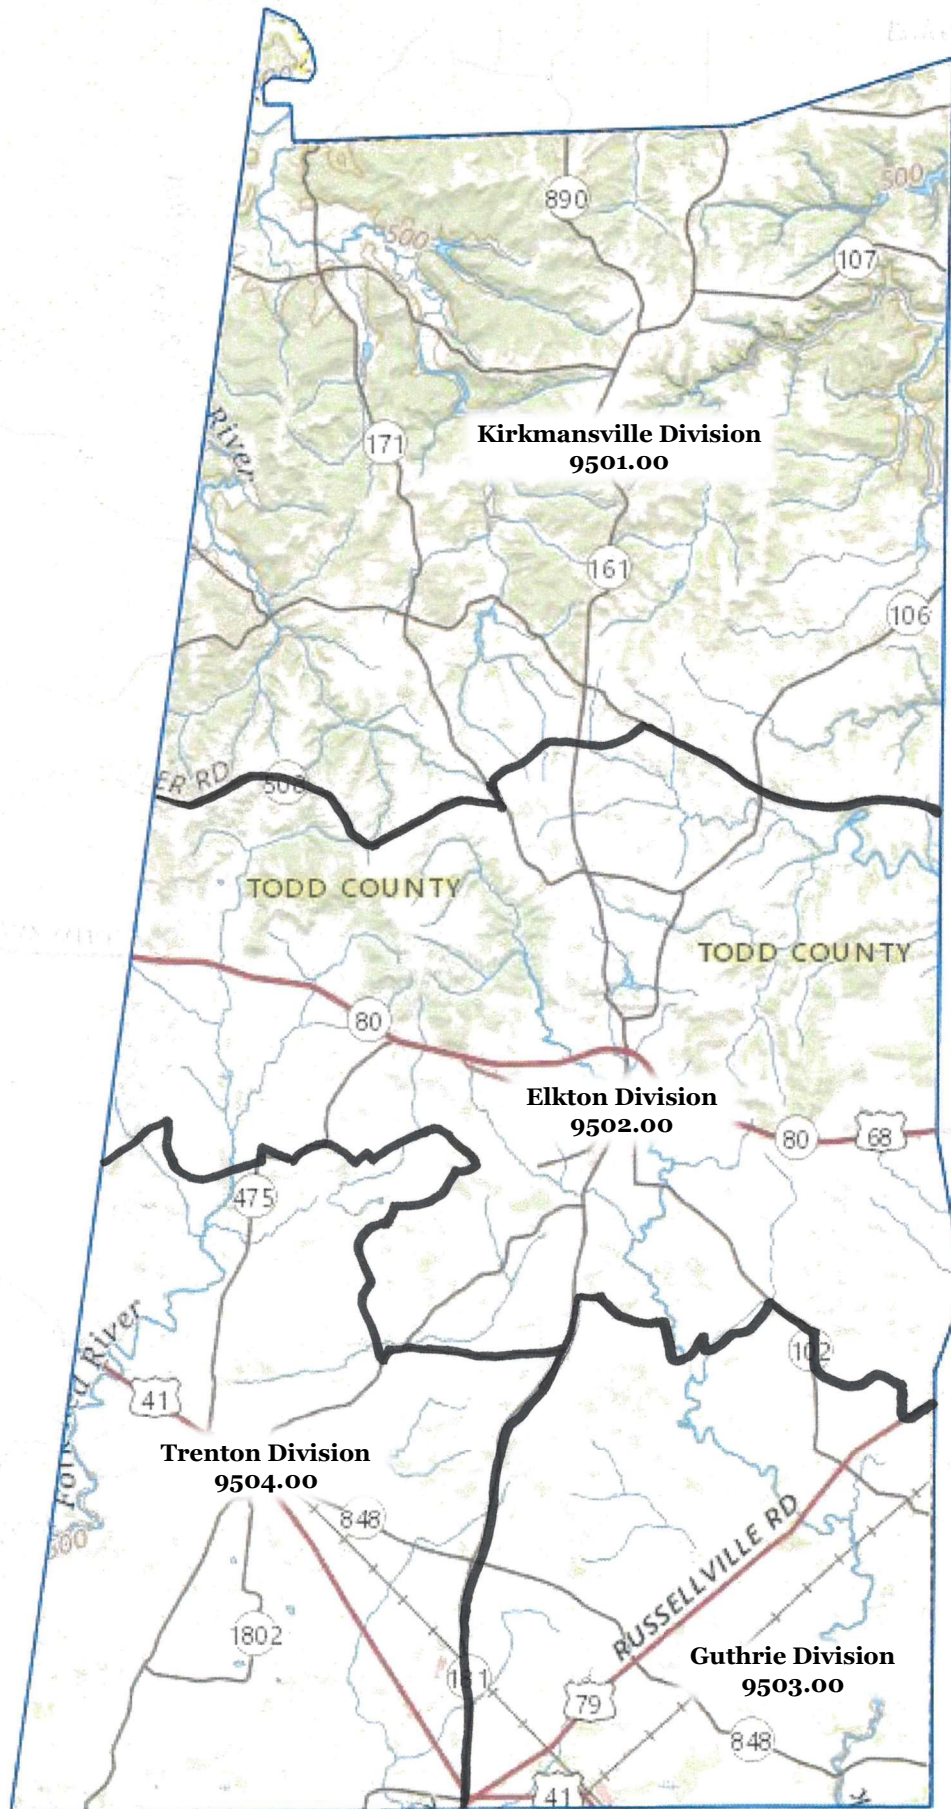 500
890
500
107
River
171
Kirkmansville Division
9501.00
161
106
ER RD
TODD COUNTY
TODD COUNTY
80
Elkton Division
9502.00
80
68
475
River
102
41
Trenton Division
9504.00
848
500
RUSSELLVILLE RD
1802
Guthrie Division
9503.00
181
79
848
41